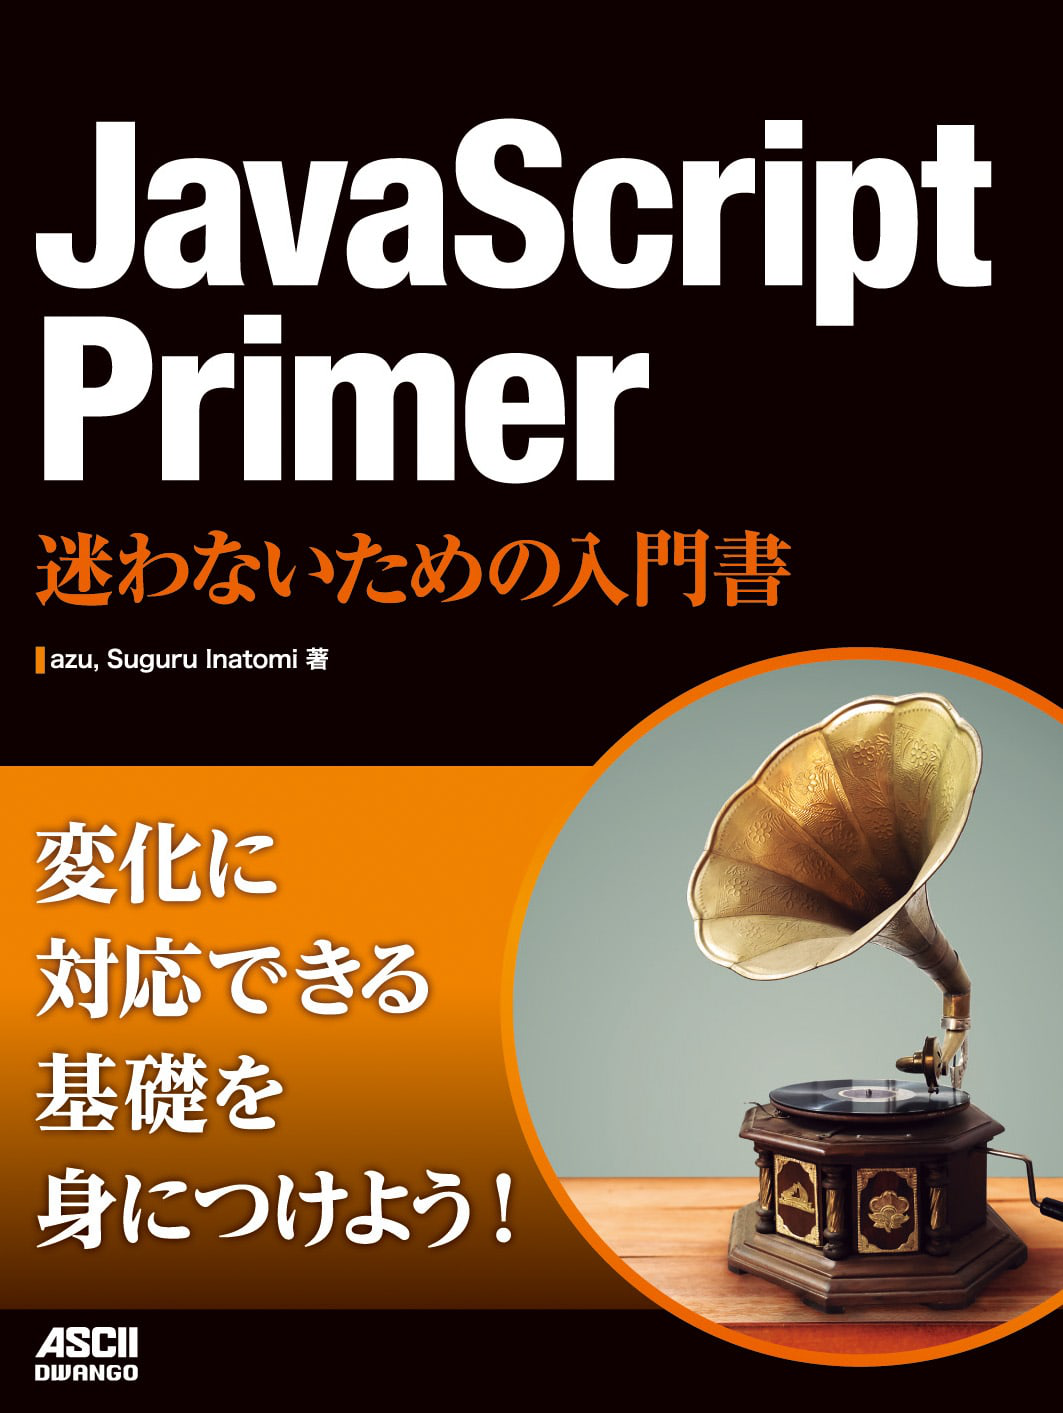 JavaScript
Primer
迷わないための入門書
azu, Suguru Inatomi 著
変化に
対応できる
基礎を
身につけよう！
ASCII
DWANGO